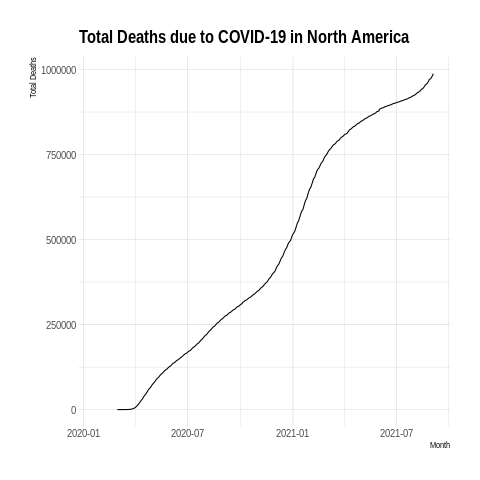 Total Deaths due to COVID-19 in North America
Total Deaths
1000000
750000
500000
250000
0
2020-01 2020-07 2021-01 2021-07
Month